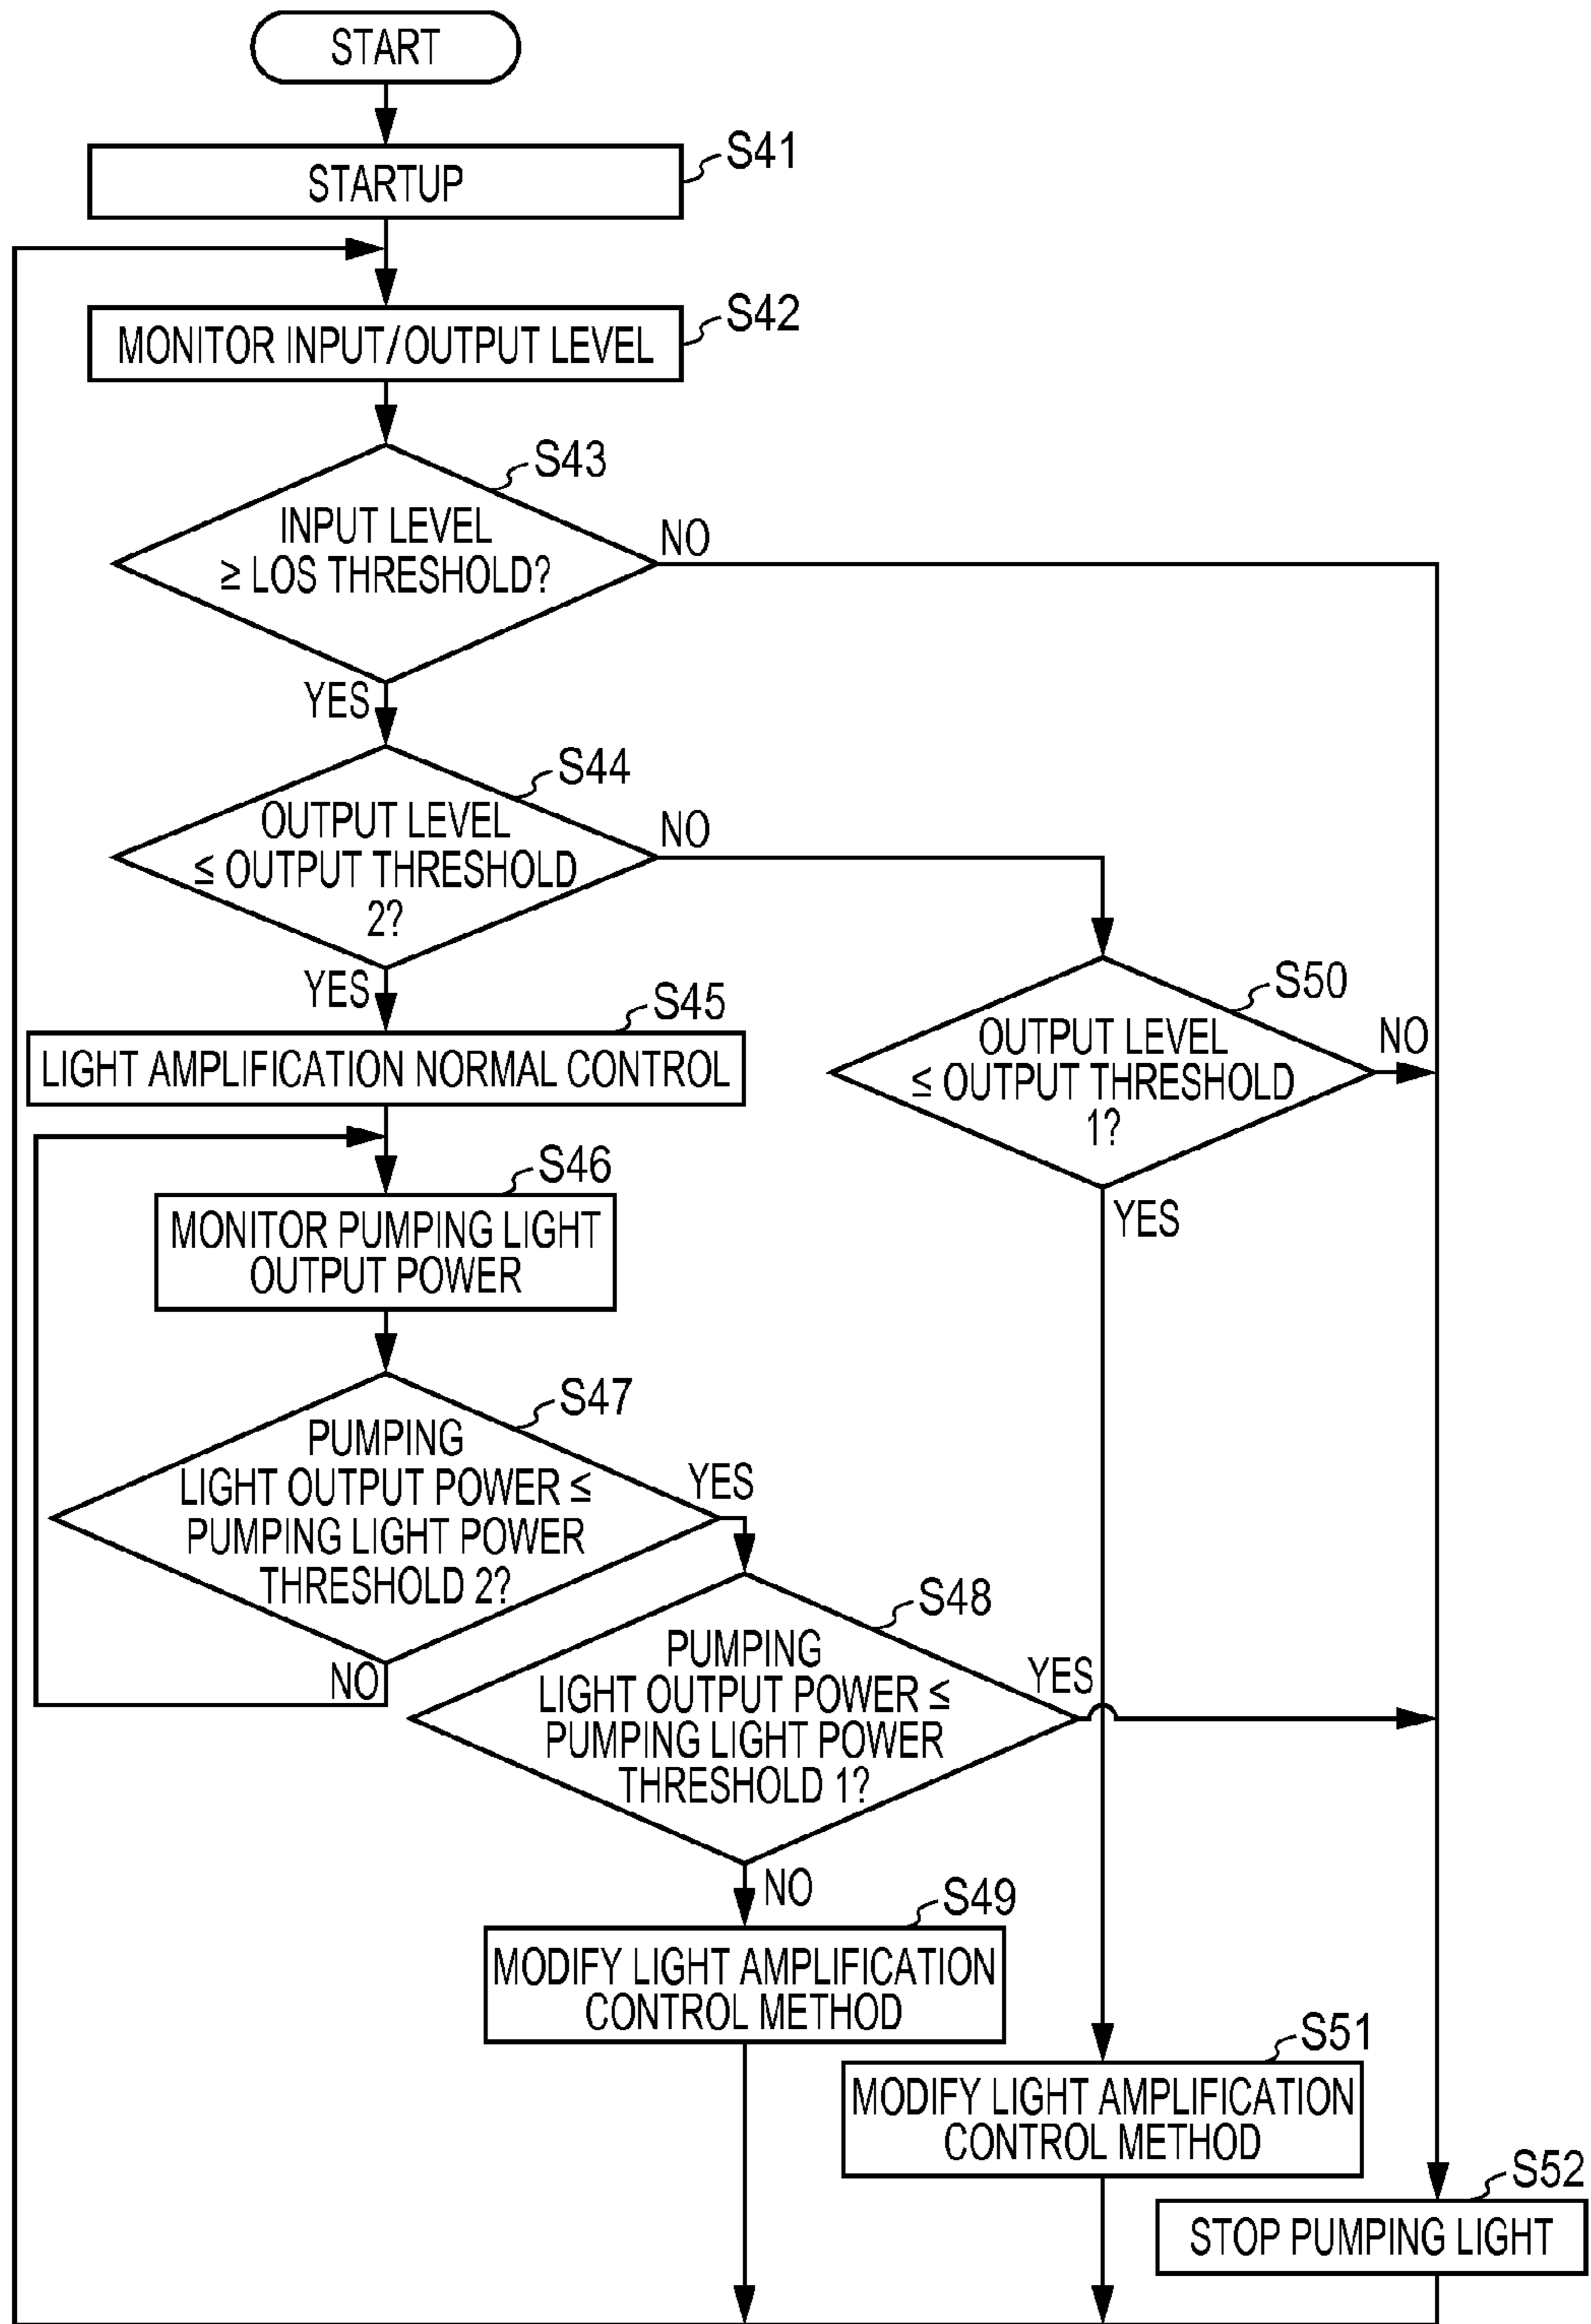 START
STARTUP
S41
MONITOR INPUT/OUTPUT LEVEL
S42
S43
INPUT LEVEL
≥ LOS THRESHOLD?
NO
YES
S44
OUTPUT LEVEL
≤ OUTPUT THRESHOLD
2?
NO
YES
S45
LIGHT AMPLIFICATION NORMAL CONTROL
S50
OUTPUT LEVEL
≤ OUTPUT THRESHOLD
1?
NO
YES
S46
MONITOR PUMPING LIGHT
OUTPUT POWER
S47
PUMPING
LIGHT OUTPUT POWER ≤
PUMPING LIGHT POWER
THRESHOLD 2?
YES
NO
S48
PUMPING
LIGHT OUTPUT POWER ≤
PUMPING LIGHT POWER
THRESHOLD 1?
YES
NO
S49
MODIFY LIGHT AMPLIFICATION
CONTROL METHOD
S51
MODIFY LIGHT AMPLIFICATION
CONTROL METHOD
S52
STOP PUMPING LIGHT